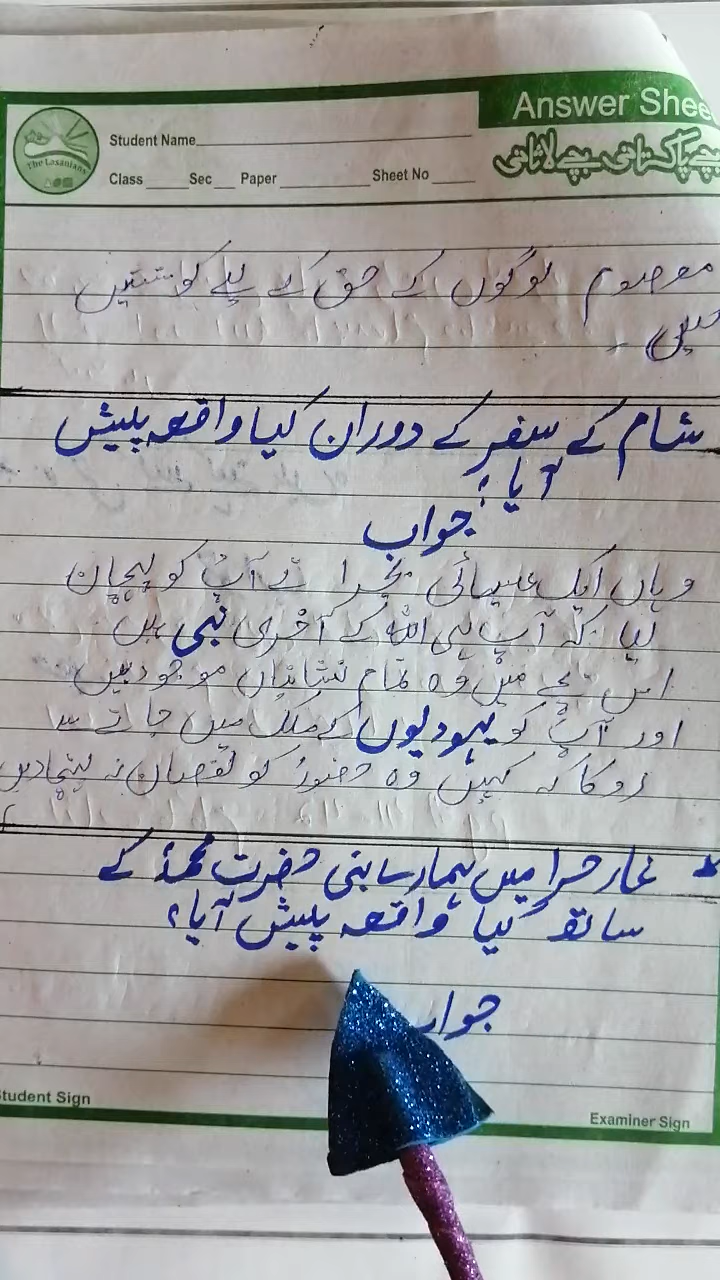 Answer Shee
The Lasanians
Student Name
Class Sec Paper Sheet No
معصوم لوگوں کے حق کے لیے کوششیں
کیں۔
شام کے سفر کے دوران کیا واقعہ پیش
آیا؟
جواب
وہاں ایک عیسائی بحیرا نے آپؐ کو پہچان
لیا کہ آپ ہی اللہ کے آخری نبی ہیں
اس بچے میں وہ تمام نشانیاں موجود ہیں
اور آپؐ کو یہودیوں کے ملک میں جانے سے
روکا کہ کہیں وہ حضورؐ کو نقصان نہ پہنچا دیں
* غار حرا میں ہمارے نبی حضرت محمدؐ کے
ساتھ کیا واقعہ پیش آیا؟
جواب
Student Sign
Examiner Sign